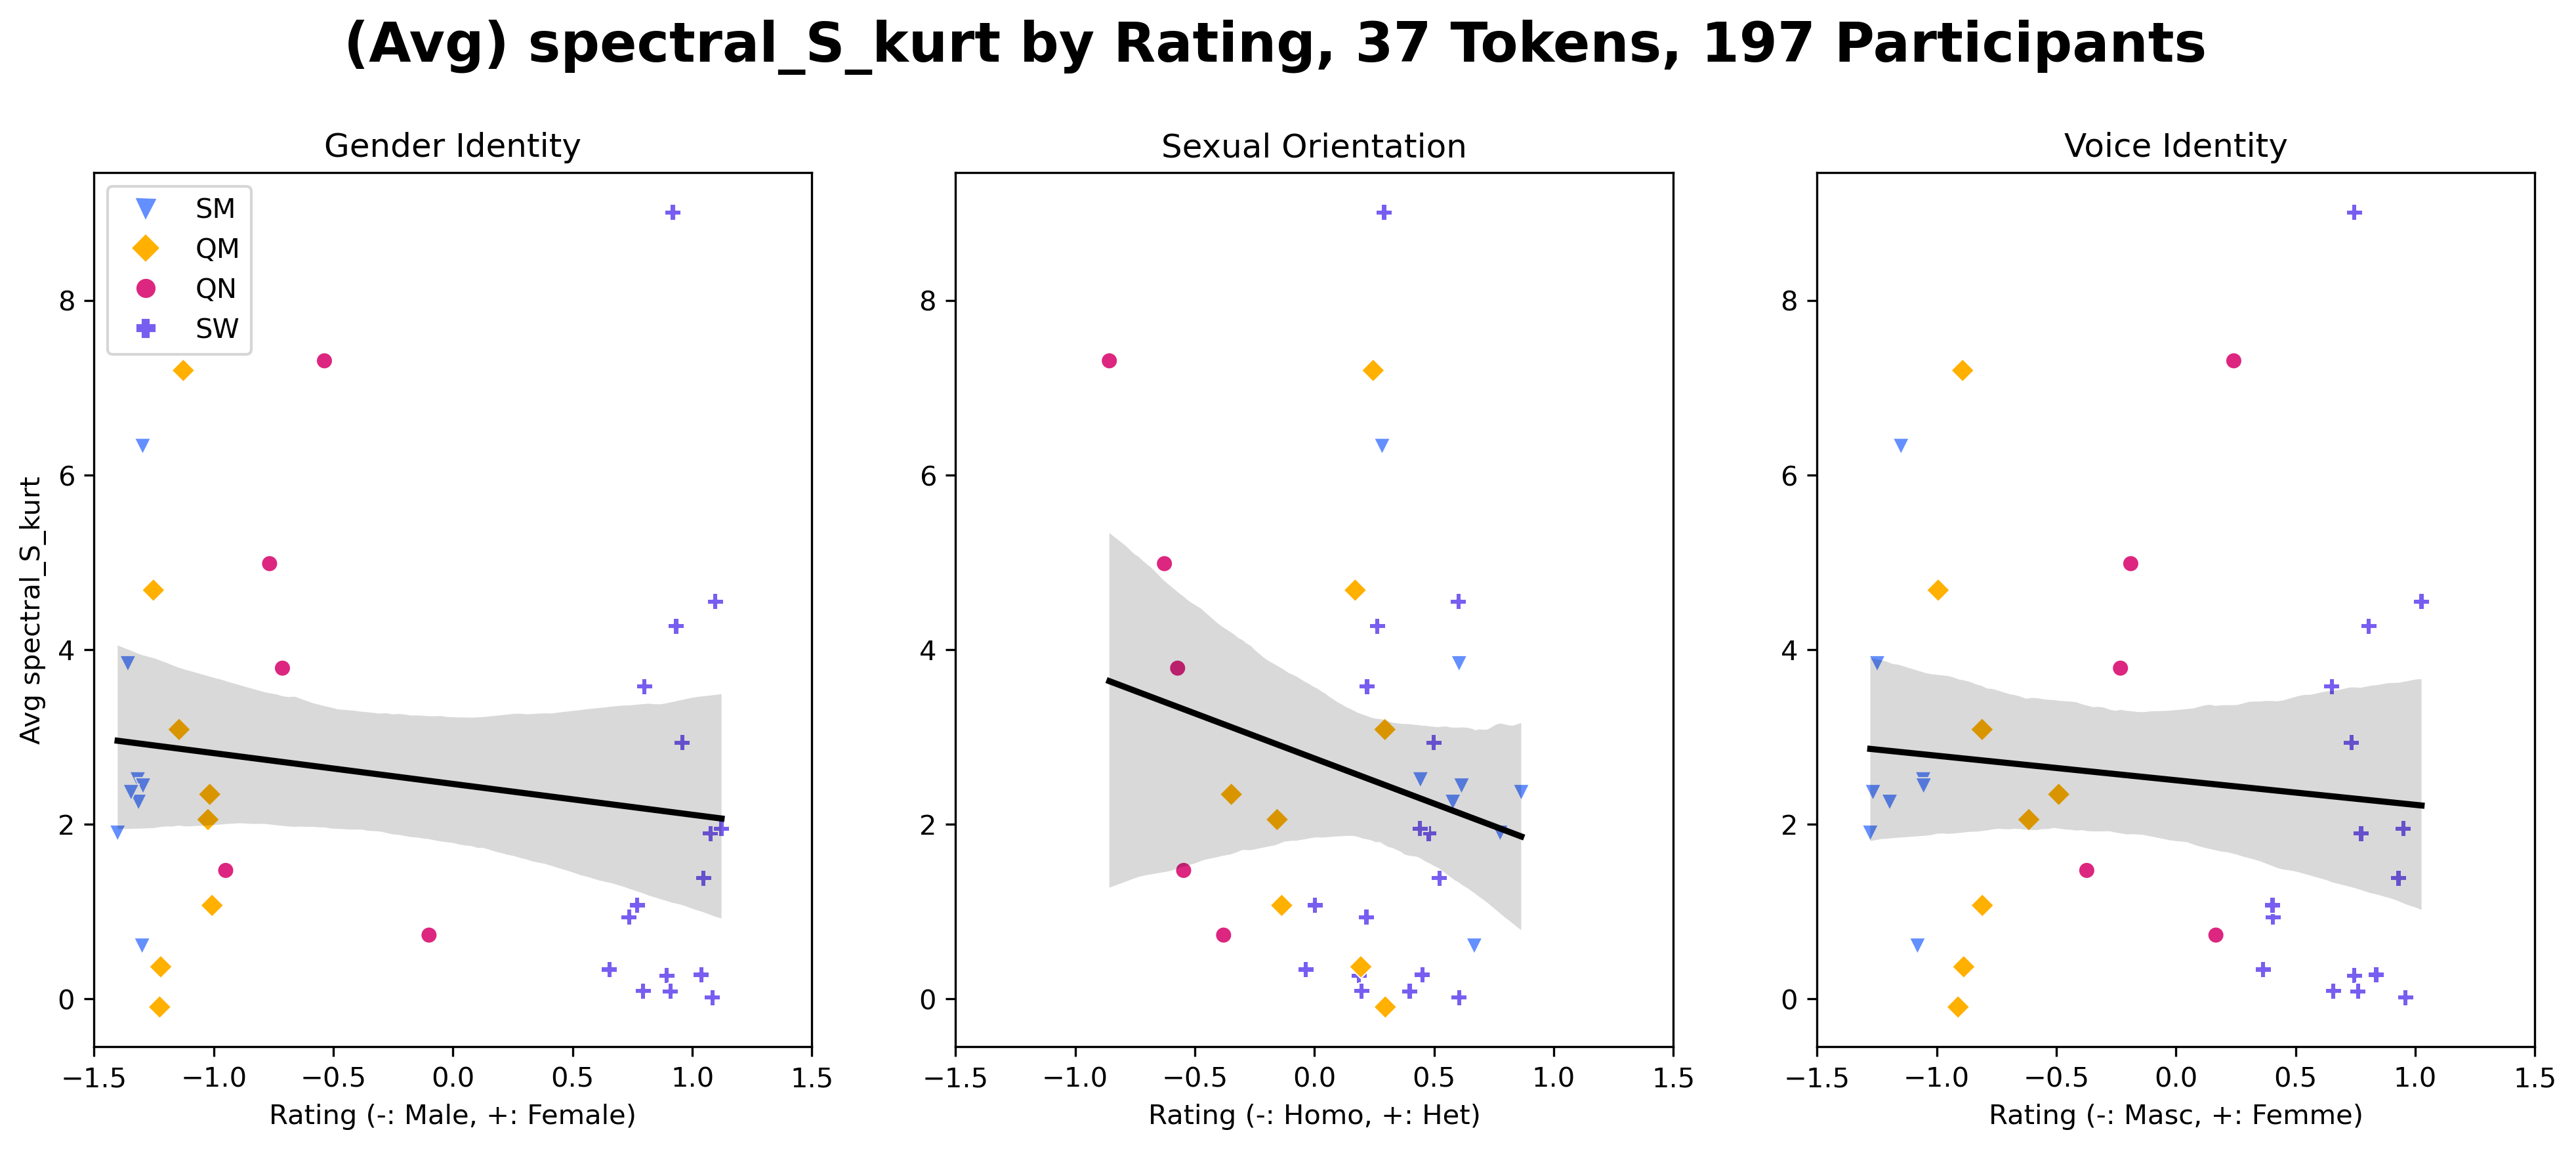 (Avg) spectral_S_kurt by Rating, 37 Tokens, 197 Participants
Gender Identity
Sexual Orientation
Voice Identity
SM
QM
QN
SW
Avg spectral_S_kurt
8
6
4
2
0
−1.5 −1.0 −0.5 0.0 0.5 1.0 1.5
Rating (-: Male, +: Female)
8
6
4
2
0
−1.5 −1.0 −0.5 0.0 0.5 1.0 1.5
Rating (-: Homo, +: Het)
8
6
4
2
0
−1.5 −1.0 −0.5 0.0 0.5 1.0 1.5
Rating (-: Masc, +: Femme)